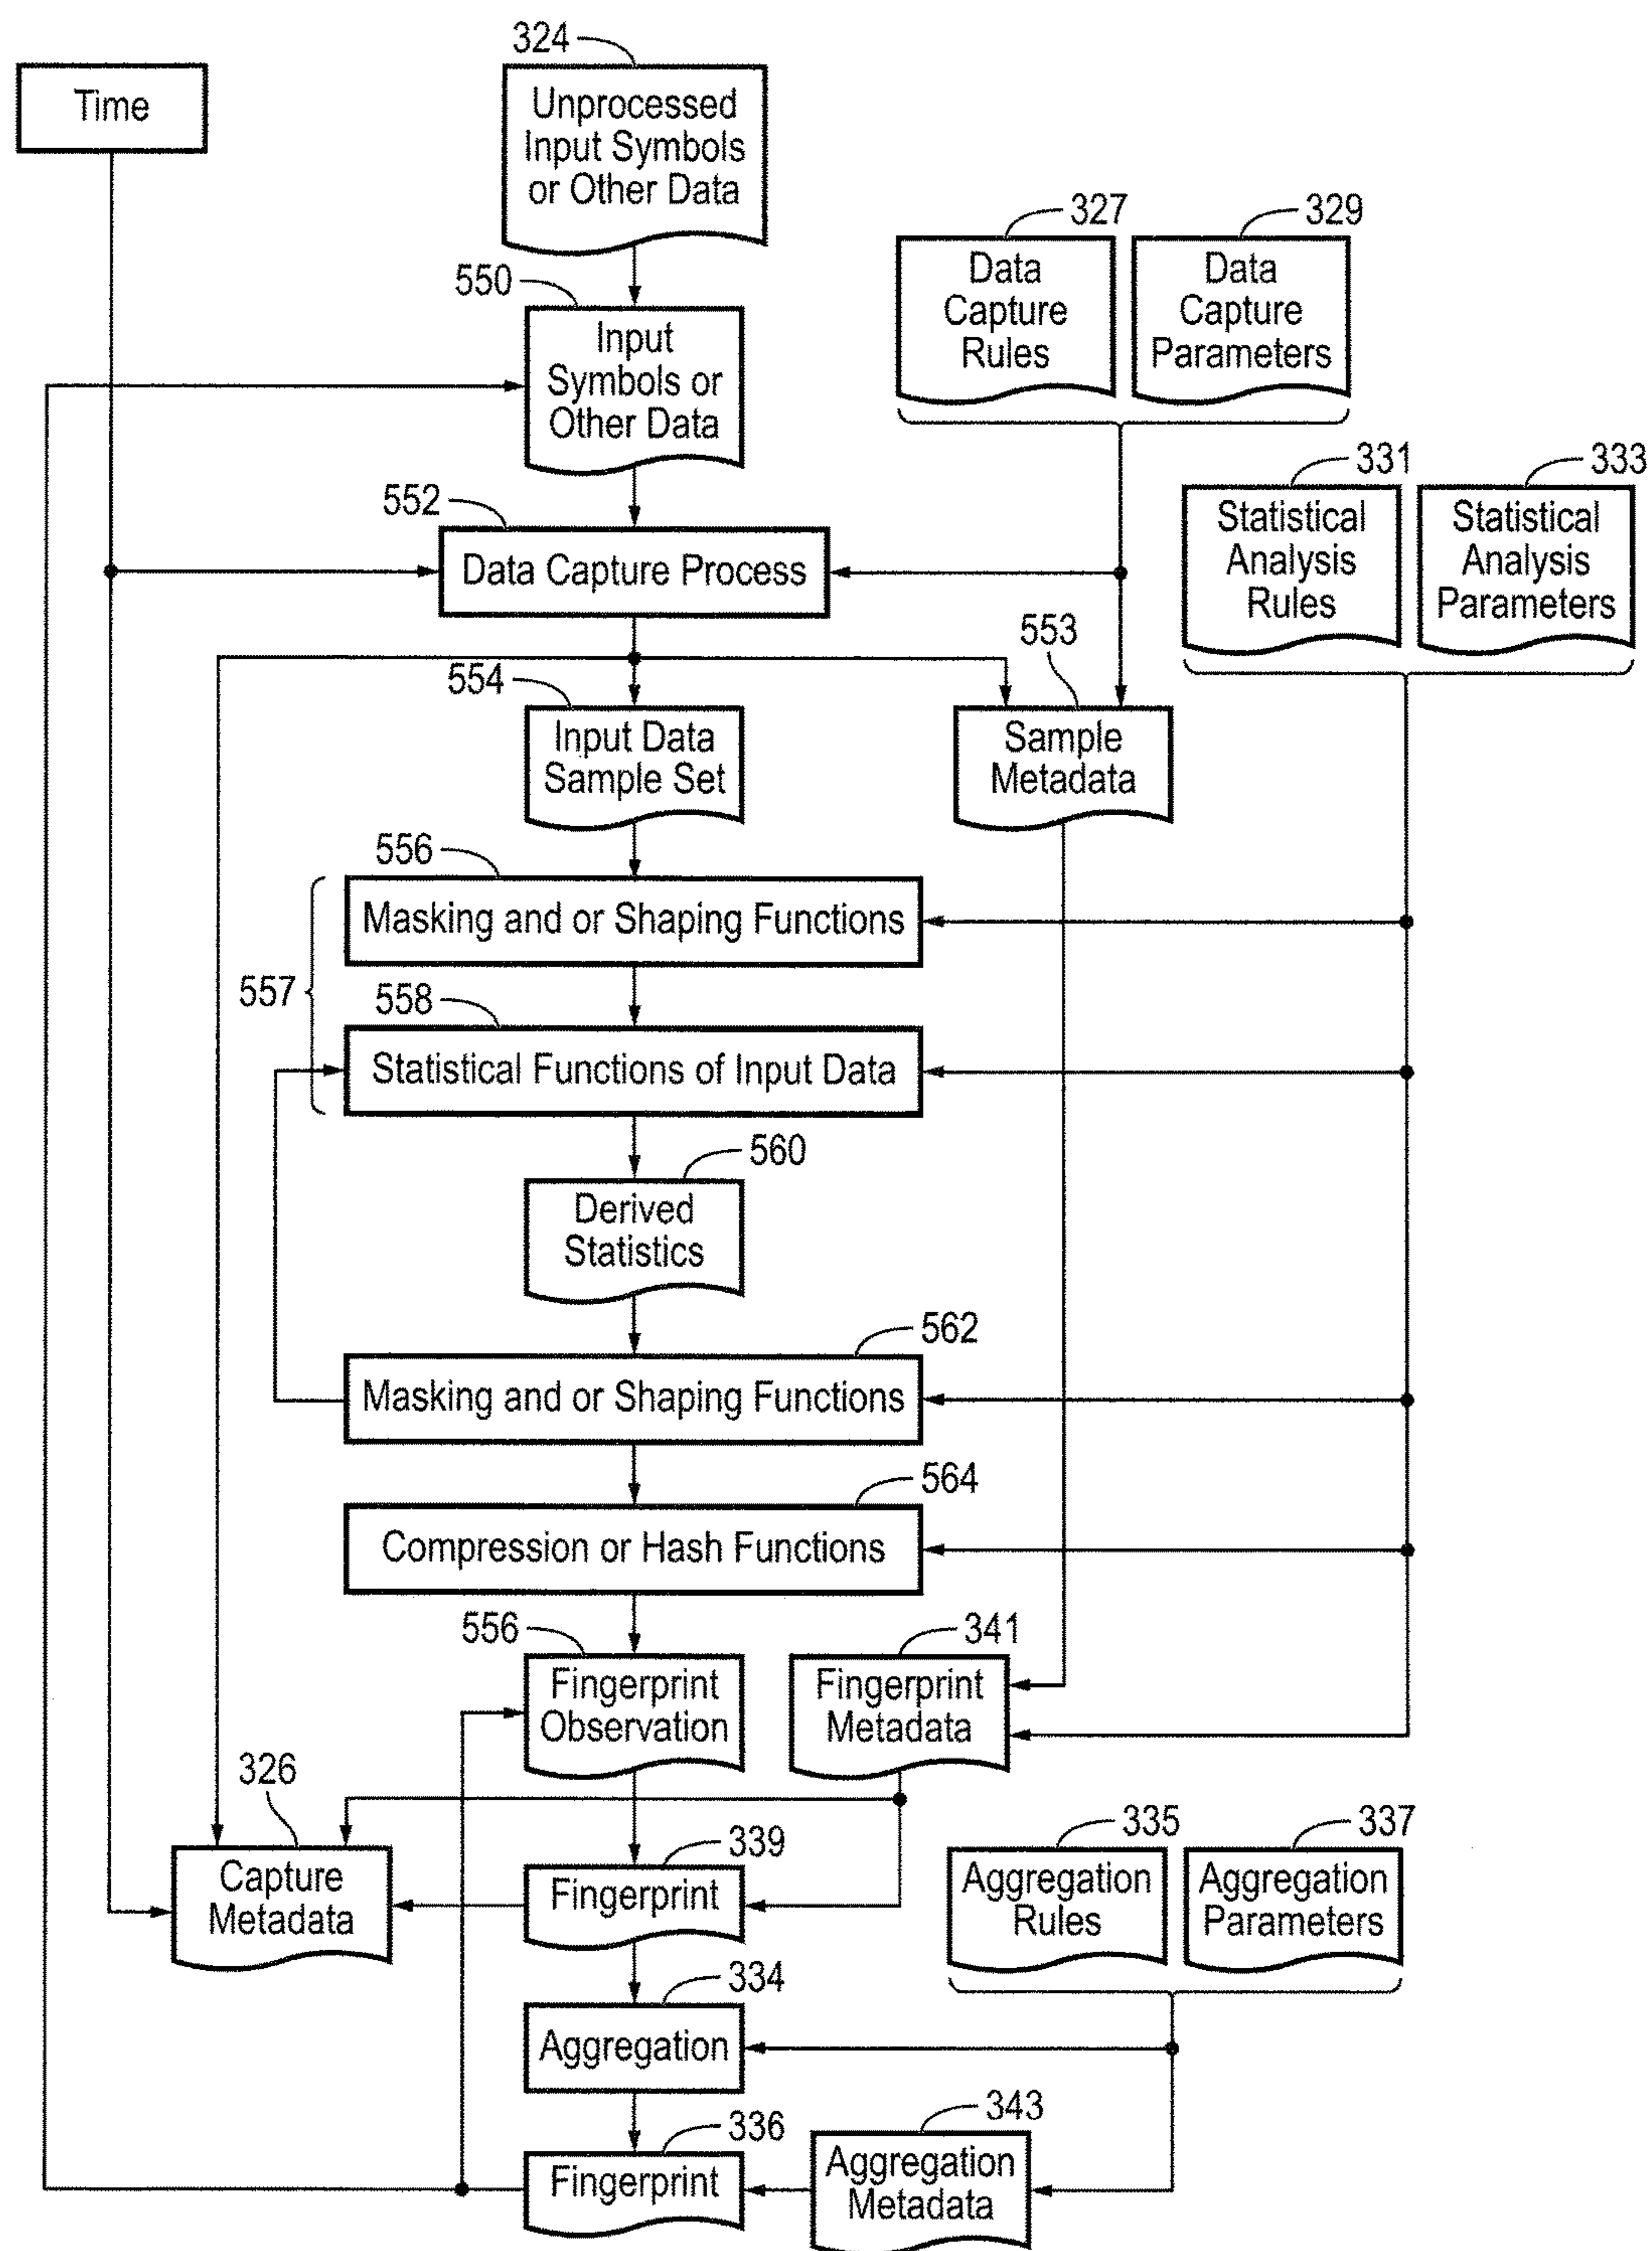 324
Time
Unprocessed
Input Symbols
or Other Data
327
329
Data
Capture
Rules
Data
Capture
Parameters
550
Input
Symbols or
Other Data
331
333
Statistical
Analysis
Rules
Statistical
Analysis
Parameters
552
Data Capture Process
553
554
Input Data
Sample Set
Sample
Metadata
556
Masking and or Shaping Functions
557
558
Statistical Functions of Input Data
560
Derived
Statistics
562
Masking and or Shaping Functions
564
Compression or Hash Functions
556
Fingerprint
Observation
341
Fingerprint
Metadata
326
Capture
Metadata
339
Fingerprint
335
337
Aggregation
Rules
Aggregation
Parameters
334
Aggregation
336
Fingerprint
343
Aggregation
Metadata